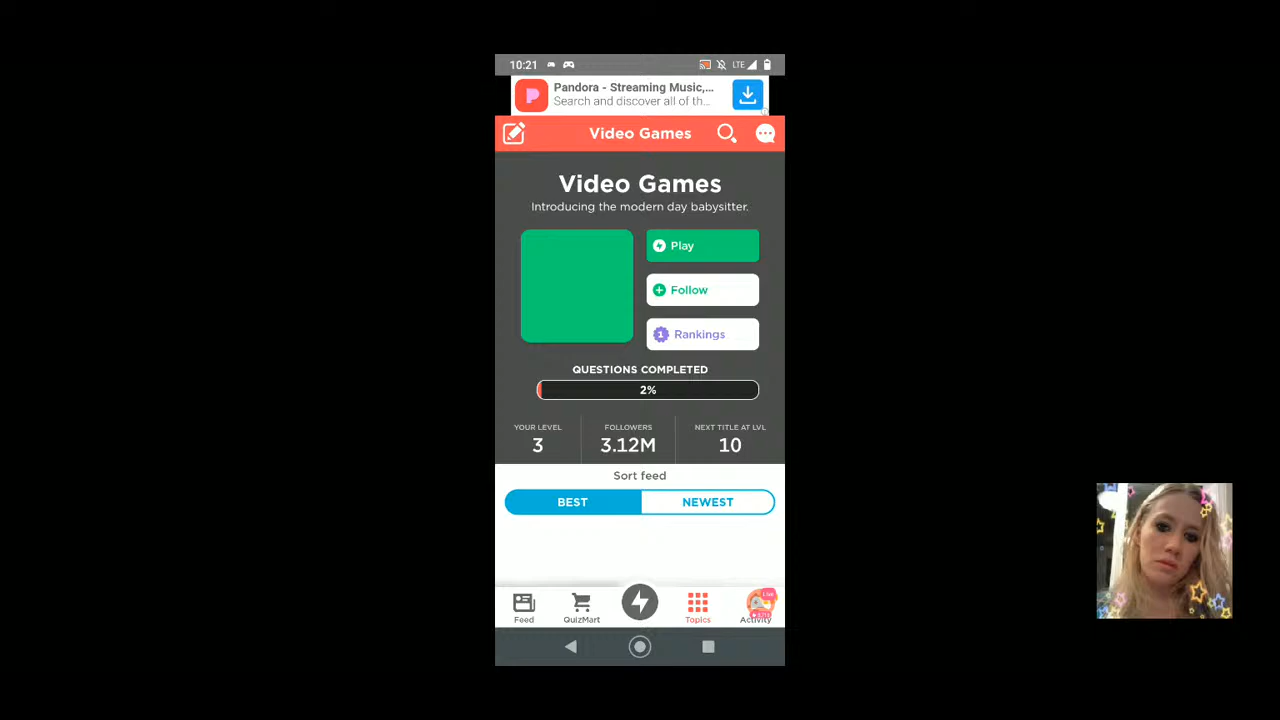 10:21 LTE
Pandora - Streaming Music,...
Search and discover all of th...
Video Games
Video Games
Introducing the modern day babysitter.
Play
Follow
1 Rankings
QUESTIONS COMPLETED
2%
YOUR LEVEL
3
FOLLOWERS
3.12M
NEXT TITLE AT LVL
10
Sort feed
BEST NEWEST
Live
Feed QuizMart Topics Activity